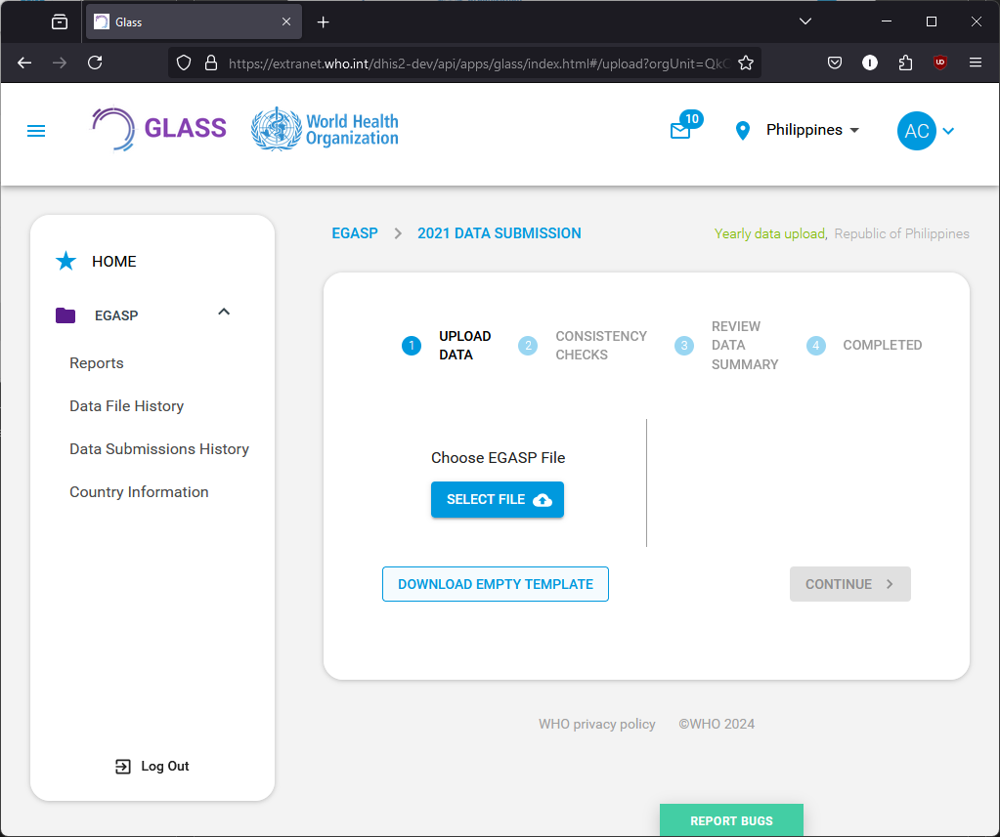 Glass
https://extranet.who.int/dhis2-dev/api/apps/glass/index.html#/upload?orgUnit=QkC
GLASS
World Health
Organization
10
Philippines
AC
HOME
EGASP
Reports
Data File History
Data Submissions History
Country Information
Log Out
EGASP > 2021 DATA SUBMISSION
Yearly data upload, Republic of Philippines
1 UPLOAD
DATA
2 CONSISTENCY
CHECKS
3 REVIEW
DATA
SUMMARY
4 COMPLETED
Choose EGASP File
SELECT FILE
DOWNLOAD EMPTY TEMPLATE
CONTINUE >
WHO privacy policy ©WHO 2024
REPORT BUGS